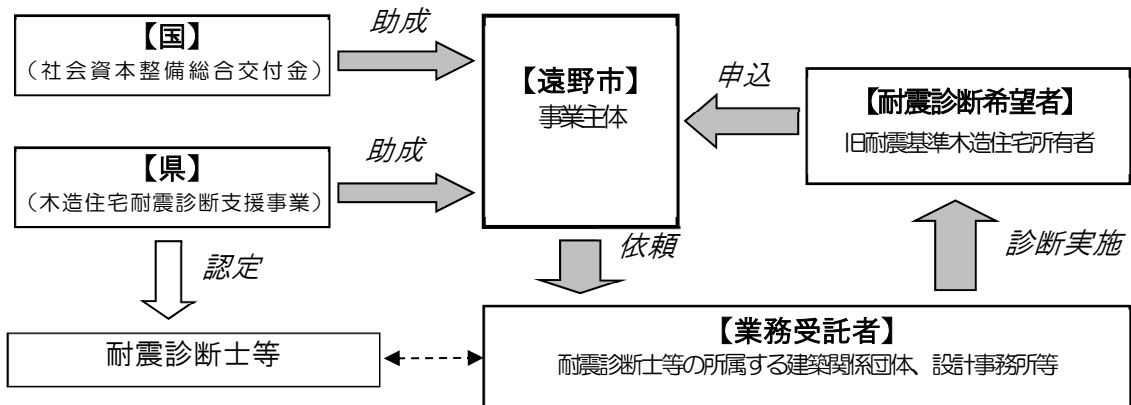 【国】
（社会資本整備総合交付金）
助成
【遠野市】
事業主体
申込
【耐震診断希望者】
旧耐震基準木造住宅所有者
【県】
（木造住宅耐震診断支援事業）
助成
認定
依頼
診断実施
耐震診断士等
【業務受託者】
耐震診断士等の所属する建築関係団体、設計事務所等